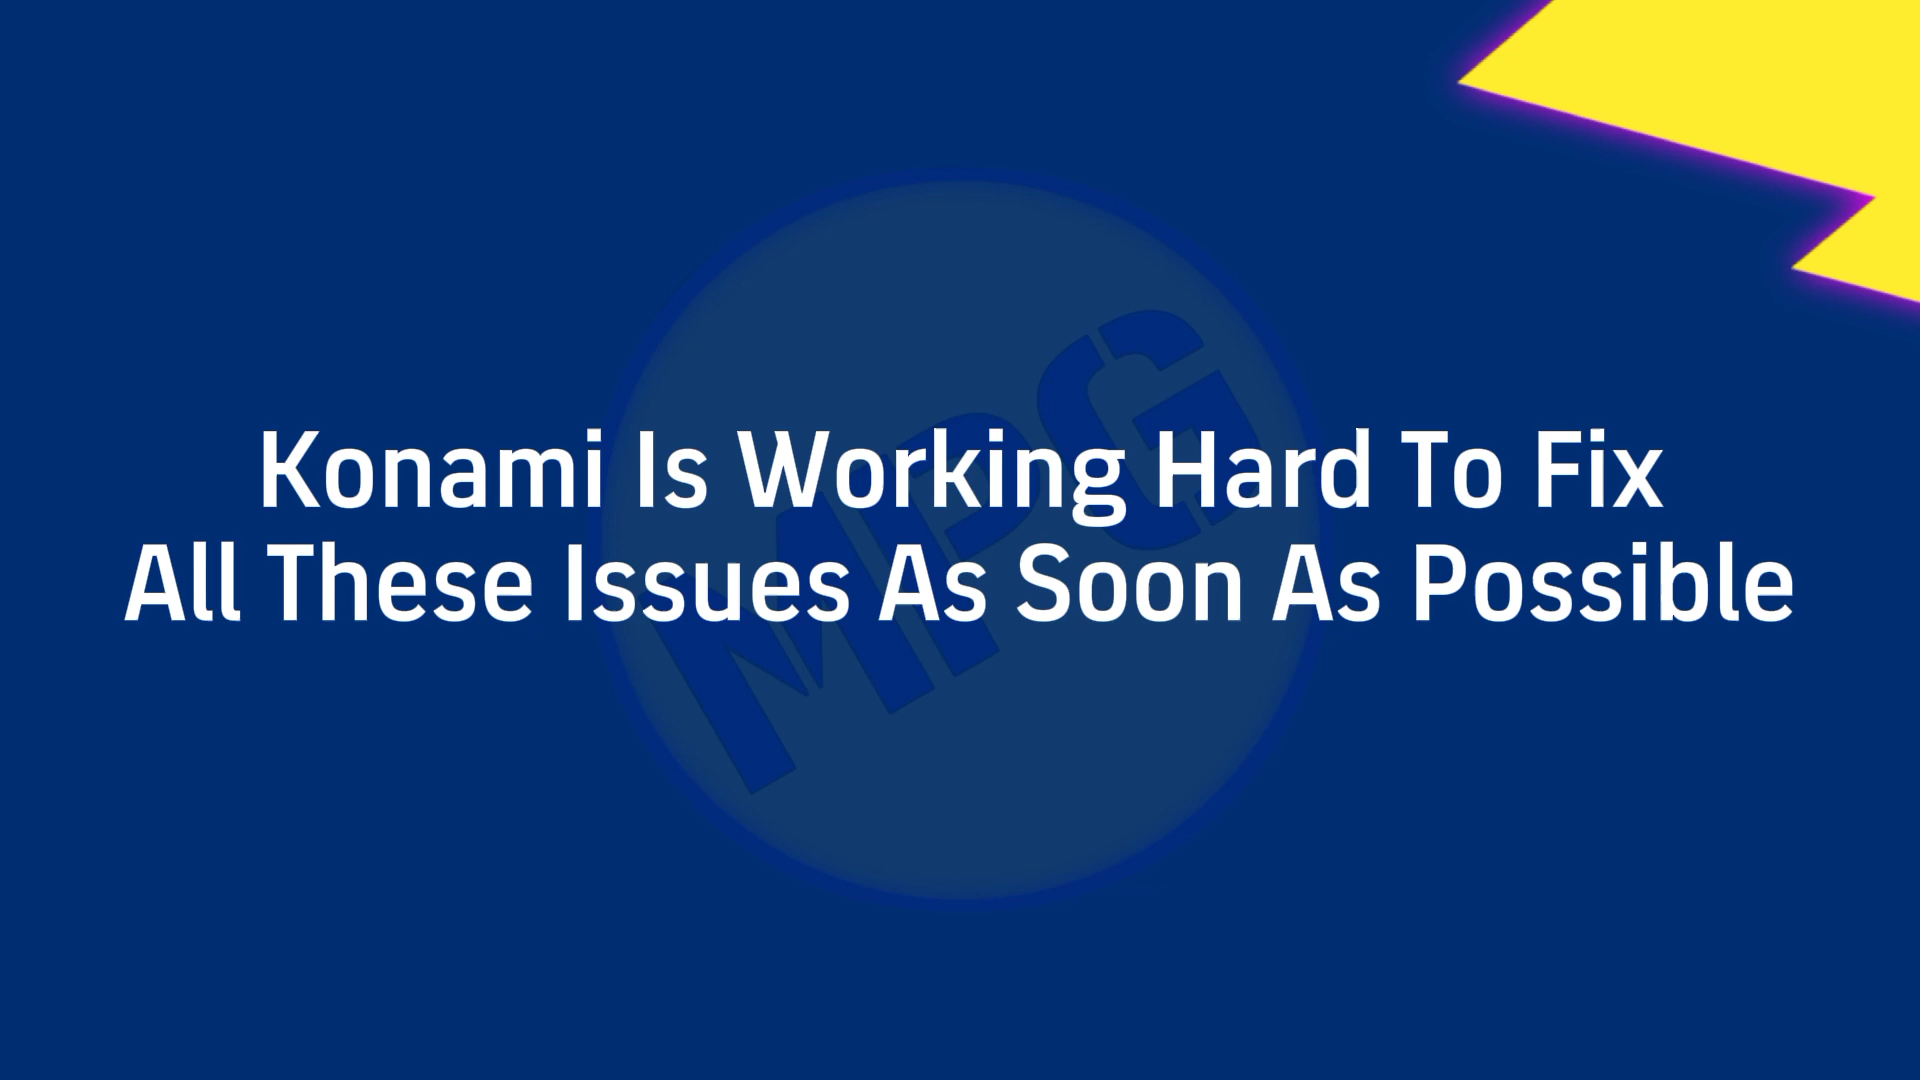 Konami Is Working Hard To Fix
All These Issues As Soon As Possible
MPG